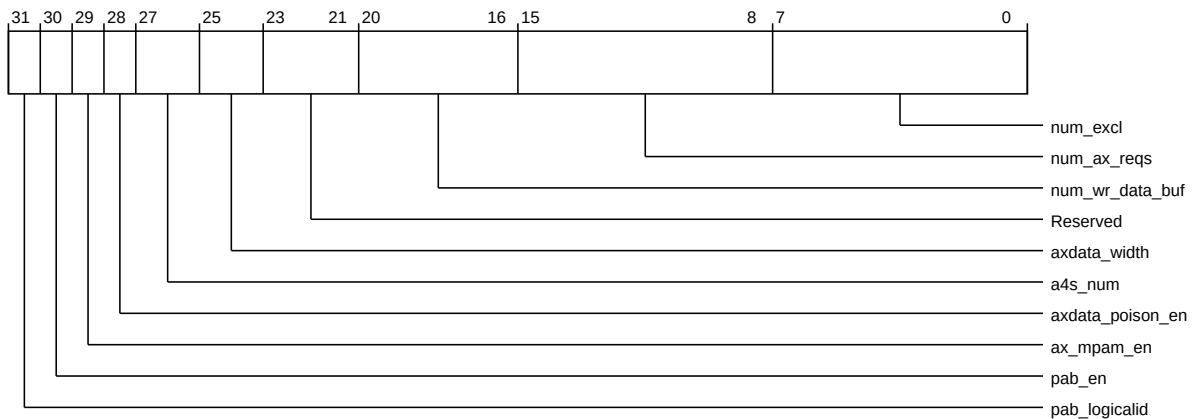 31 30 29 28 27 25 23 21 20 16 15 8 7 0
num_excl
num_ax_reqs
num_wr_data_buf
Reserved
axdata_width
a4s_num
axdata_poison_en
ax_mpam_en
pab_en
pab_logicalid